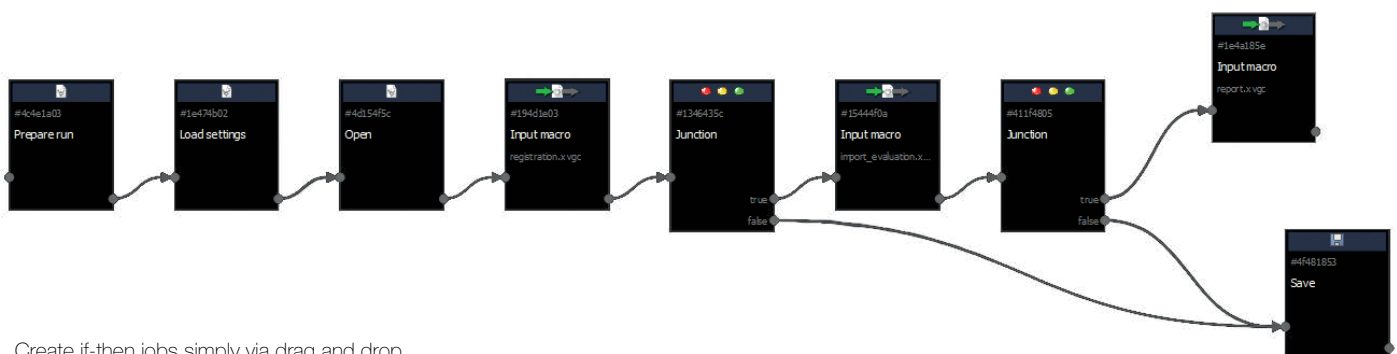 #4c4e1a03
Prepare run
#1e474b02
Load settings
#4d154f5c
Open
#194d1e03
Input macro
registration.xvgc
#1346435c
Junction
true
false
#15444f0a
Input macro
import_evaluation.x...
#411f4805
Junction
true
false
#1e4a185e
Input macro
report.xvgc
#4f481853
Save
Create if-then jobs simply via drag and drop